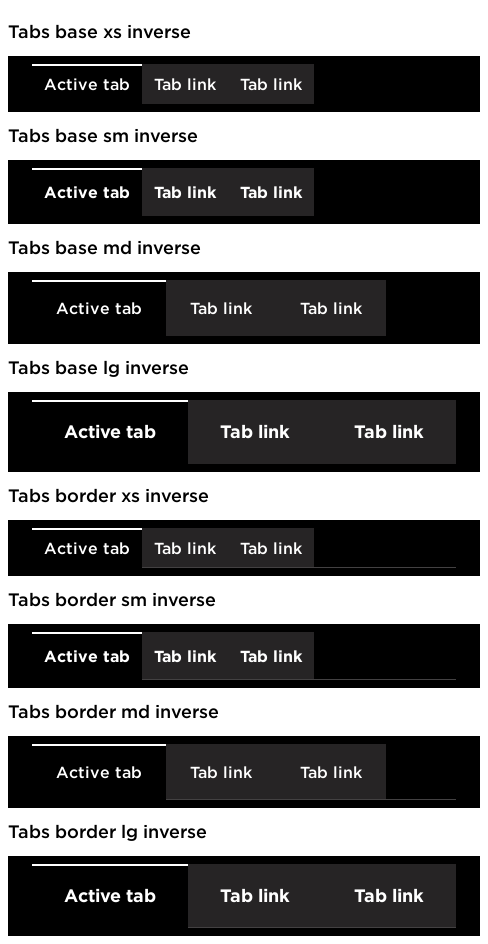 Tabs base xs inverse
Active tab Tab link Tab link
Tabs base sm inverse
Active tab Tab link Tab link
Tabs base md inverse
Active tab Tab link Tab link
Tabs base lg inverse
Active tab Tab link Tab link
Tabs border xs inverse
Active tab Tab link Tab link
Tabs border sm inverse
Active tab Tab link Tab link
Tabs border md inverse
Active tab Tab link Tab link
Tabs border lg inverse
Active tab Tab link Tab link